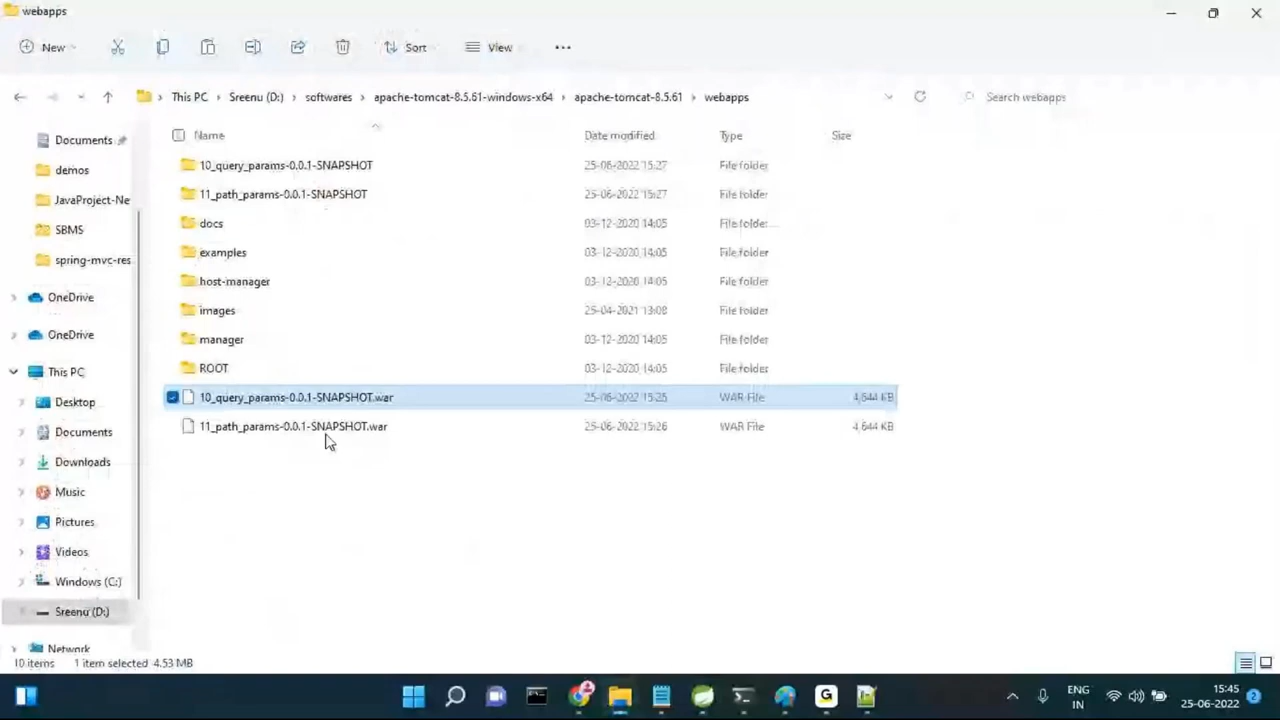 webapps
New
Sort
View
This PC > Sreenu (D:) > softwares > apache-tomcat-8.5.61-windows-x64 > apache-tomcat-8.5.61 > webapps
Search webapps
Name Date modified Type Size
Documents
demos
JavaProject-Ne
SBMS
spring-mvc-res
OneDrive
OneDrive
This PC
Desktop
Documents
Downloads
Music
Pictures
Videos
Windows (C:)
Sreenu (D:)
Network
10_query_params-0.0.1-SNAPSHOT 25-06-2022 15:27 File folder
11_path_params-0.0.1-SNAPSHOT 25-06-2022 15:27 File folder
docs 03-12-2020 14:05 File folder
examples 03-12-2020 14:05 File folder
host-manager 03-12-2020 14:05 File folder
images 25-04-2021 13:08 File folder
manager 03-12-2020 14:05 File folder
ROOT 03-12-2020 14:05 File folder
10_query_params-0.0.1-SNAPSHOT.war 25-06-2022 15:25 WAR File 4,644 KB
11_path_params-0.0.1-SNAPSHOT.war 25-06-2022 15:26 WAR File 4,644 KB
10 items 1 item selected 4.53 MB
ENG
IN
15:45
25-06-2022
2
G